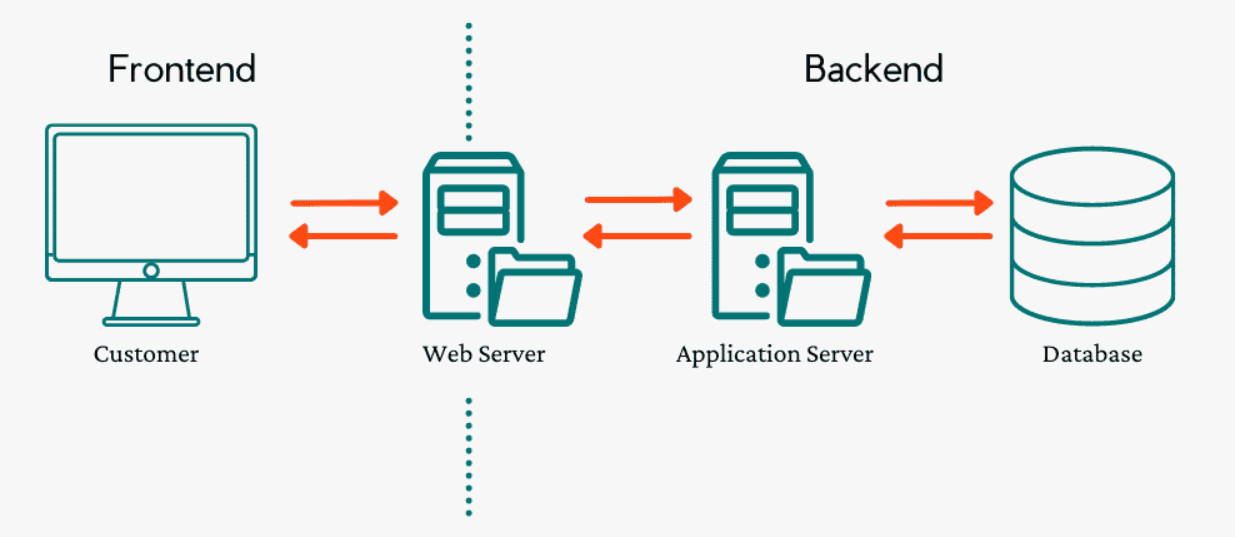 Frontend
Backend
Customer
Web Server
Application Server
Database